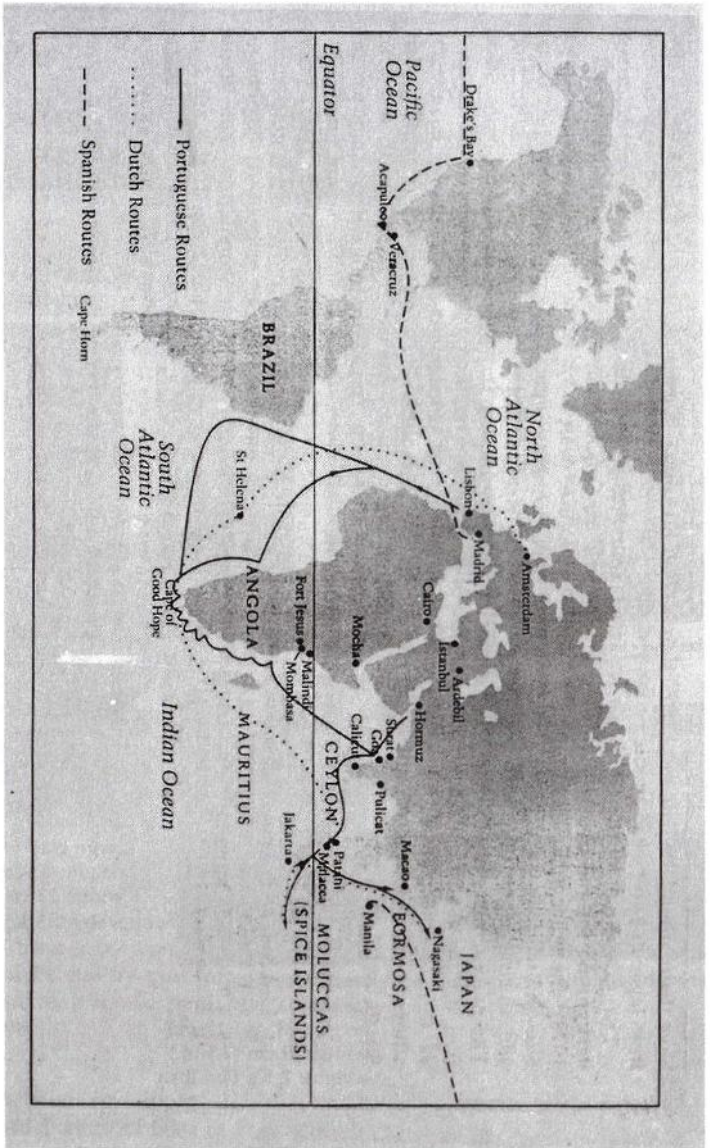 Drake's Bay
Pacific
Ocean
Acapulco
Veracruz
Equator
North
Atlantic
Ocean
BRAZIL
South
Atlantic
Ocean
St Helena
Cape Horn
Portuguese Routes
Dutch Routes
Spanish Routes
Amsterdam
Lisbon
Madrid
Istanbul
Ardebil
Cairo
Hormuz
Mocha
Surat
Goa
Calicut
Pulicat
Fort Jesus
Malindi
Mombasa
ANGOLA
Cape of
Good Hope
CEYLON
MAURITIUS
Indian Ocean
JAPAN
Nagasaki
Macao
FORMOSA
Manila
Patani
Malacca
Jakarta
MOLUCCAS
(SPICE ISLANDS)